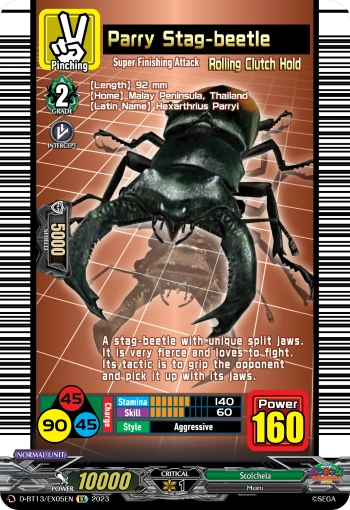 Parry Stag-beetle
Pinching
Super Finishing Attack Rolling Clutch Hold
2
GRADE
[Length] 92 mm
[Home] Malay Peninsula, Thailand
[Latin Name] Hexarthrius Parryi
INTERCEPT
5000
SHIELD
A stag-beetle with unique split jaws.
It is very fierce and loves to fight.
Its tactic is to grip the opponent
and pick it up with its jaws.
45
90 45
Charge
Stamina 140
Skill 60
Style Aggressive
Power
160
NORMAL UNIT
POWER 10000
CRITICAL
1
Stoicheia
Mushi
D-BT13/EX05EN EX 2023
©SEGA